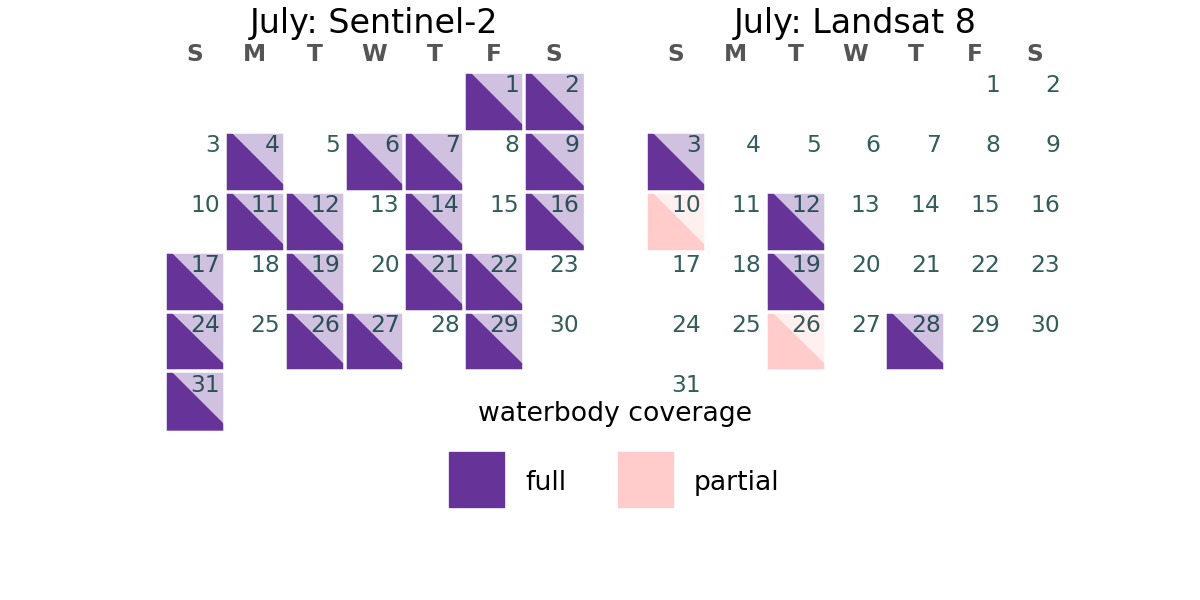 July: Sentinel-2
S M T W T F S
1 2
3 4 5 6 7 8 9
10 11 12 13 14 15 16
17 18 19 20 21 22 23
24 25 26 27 28 29 30
31
July: Landsat 8
S M T W T F S
1 2
3 4 5 6 7 8 9
10 11 12 13 14 15 16
17 18 19 20 21 22 23
24 25 26 27 28 29 30
31
waterbody coverage
full partial